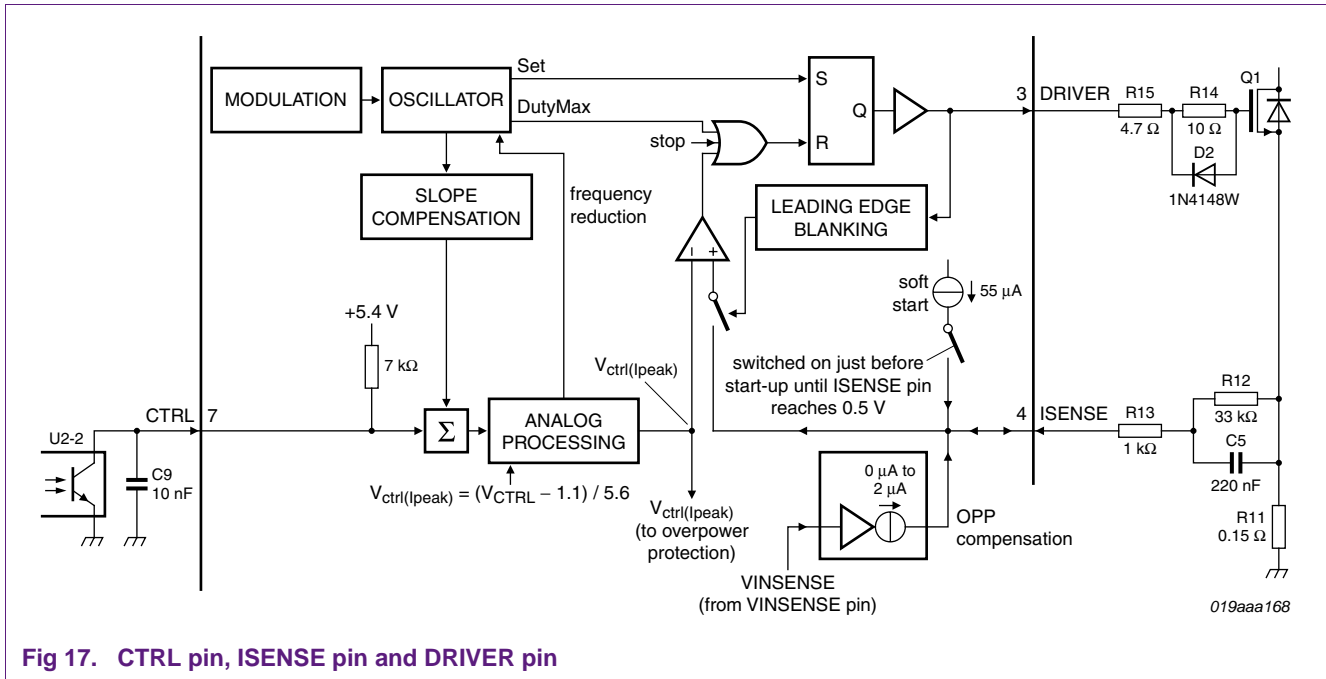 MODULATION
OSCILLATOR
Set
DutyMax
stop
S
R
Q
3
DRIVER
R15
4.7 Ω
R14
10 Ω
D2
1N4148W
Q1
SLOPE
COMPENSATION
frequency
reduction
LEADING EDGE
BLANKING
soft
start
55 μA
+5.4 V
7 kΩ
− +
switched on just before
start-up until ISENSE pin
reaches 0.5 V
Vctrl(Ipeak)
CTRL
7
U2-2
C9
10 nF
Σ
ANALOG
PROCESSING
Vctrl(Ipeak) = (VCTRL − 1.1) / 5.6
Vctrl(Ipeak)
(to overpower
protection)
4
ISENSE
R13
1 kΩ
R12
33 kΩ
C5
220 nF
R11
0.15 Ω
0 μA to
2 μA
OPP
compensation
VINSENSE
(from VINSENSE pin)
019aaa168
Fig 17. CTRL pin, ISENSE pin and DRIVER pin